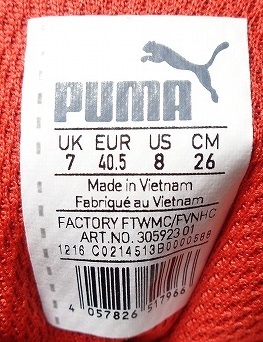 PUMA
UK EUR US CM
7 40.5 8 26
Made in Vietnam
Fabriqué au Vietnam
FACTORY FTWMC/FVNHC
ART.NO. 305923 01
1216 C0214513B0000588
4 057826 517966